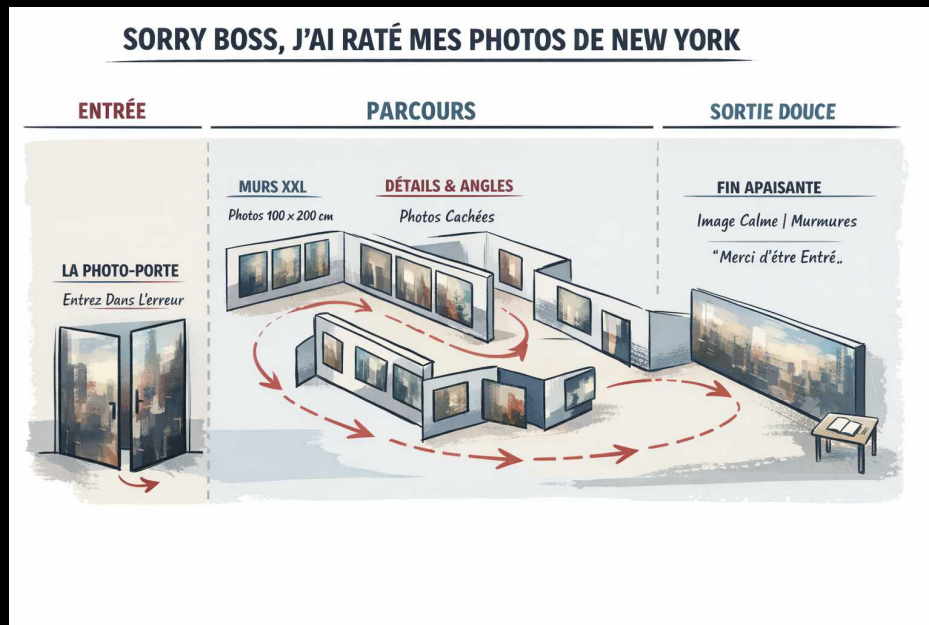 SORRY BOSS, J'AI RATÉ MES PHOTOS DE NEW YORK
ENTRÉE
LA PHOTO-PORTE
Entrez Dans L'erreur
PARCOURS
MURS XXL
Photos 100 x 200 cm
DÉTAILS & ANGLES
Photos Cachées
SORTIE DOUCE
FIN APAISANTE
Image Calme | Murmures
"Merci d'étre Entré..